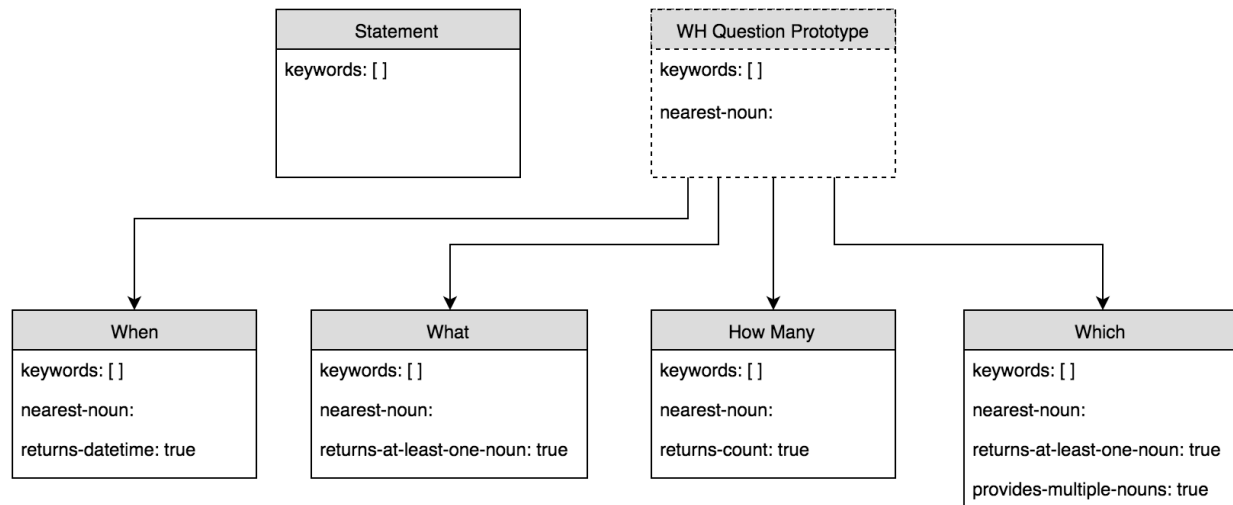 Statement
keywords: [ ]
WH Question Prototype
keywords: [ ]
nearest-noun:
When
keywords: [ ]
nearest-noun:
returns-datetime: true
What
keywords: [ ]
nearest-noun:
returns-at-least-one-noun: true
How Many
keywords: [ ]
nearest-noun:
returns-count: true
Which
keywords: [ ]
nearest-noun:
returns-at-least-one-noun: true
provides-multiple-nouns: true